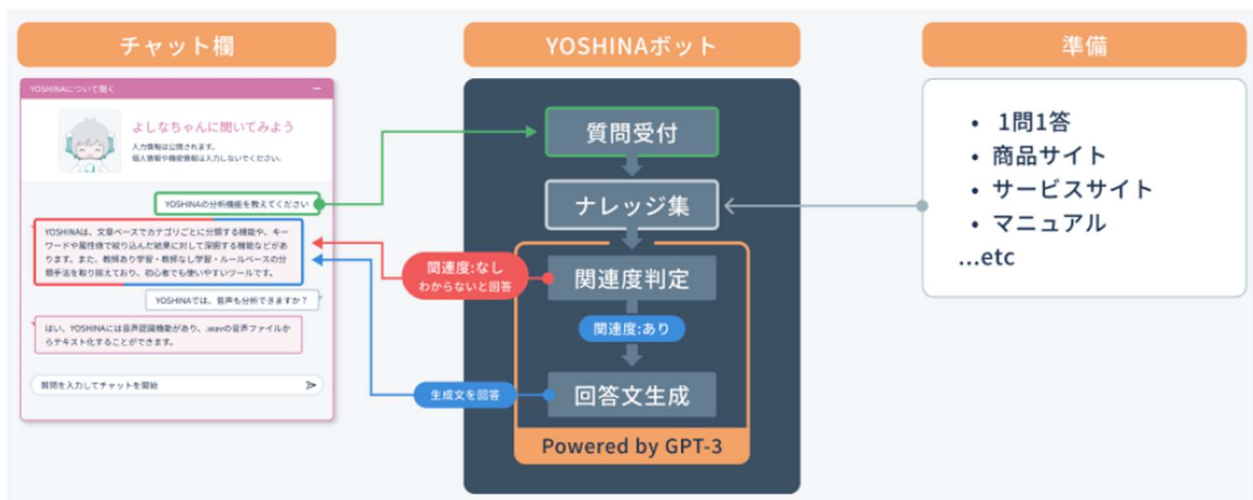 チャット欄
YOSHINAについて聞く
よしなちゃんに聞いてみよう
入力情報は公開されます。
個人情報や機密情報は入力しないでください。
YOSHINAの分析機能を教えてください
YOSHINAは、文章ベースでカテゴリごとに分類する機能や、キー
ワードや属性値で絞り込んだ結果に対して深掘する機能などがあ
ります。また、教師あり学習・教師なし学習・ルールベースの分
類手法を取り揃えており、初心者でも使いやすいツールです。
YOSHINAでは、音声も分析できますか？
はい、YOSHINAには音声認識機能があり、.wavの音声ファイルか
らテキスト化することができます。
質問を入力してチャットを開始
YOSHINAボット
質問受付
ナレッジ集
関連度判定
関連度:なし
わからないと回答
関連度:あり
回答文生成
生成文を回答
Powered by GPT-3
準備
• 1問1答
• 商品サイト
• サービスサイト
• マニュアル
...etc